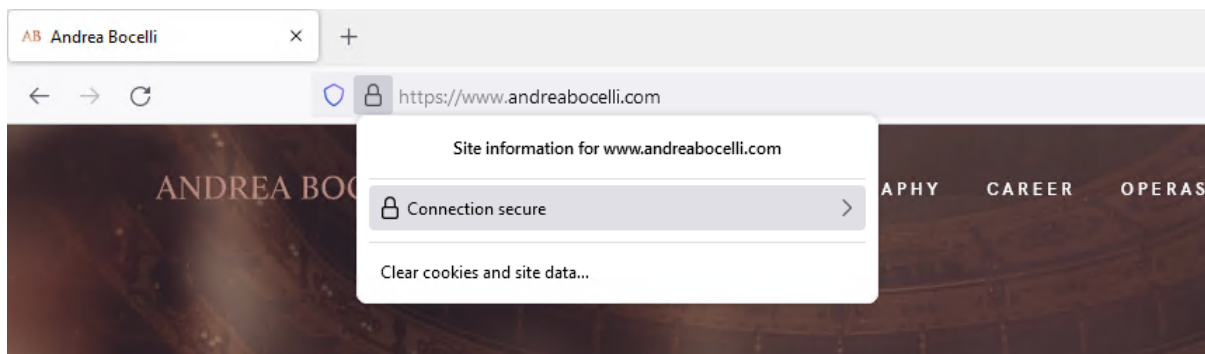 AB Andrea Bocelli
https://www.andreabocelli.com
Site information for www.andreabocelli.com
ANDREA BOC
APHY CAREER OPERAS
Connection secure
Clear cookies and site data...